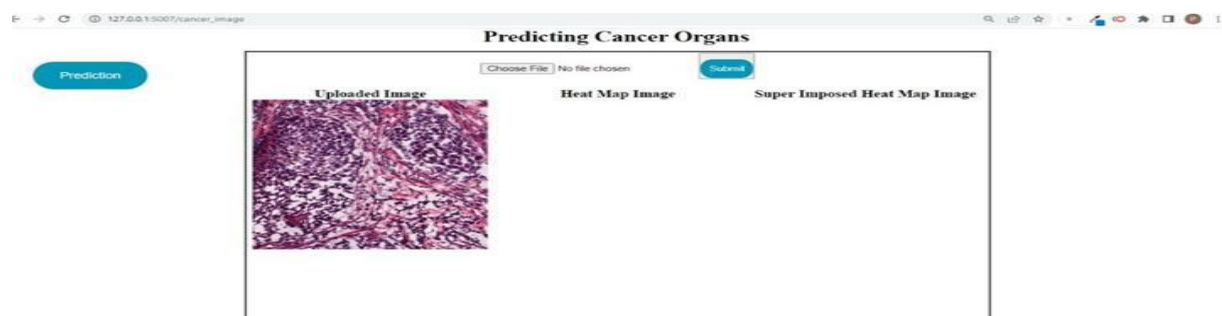 127.0.0.1:5007/cancer_image
Predicting Cancer Organs
Prediction
Choose File No file chosen Submit
Uploaded Image Heat Map Image Super Imposed Heat Map Image